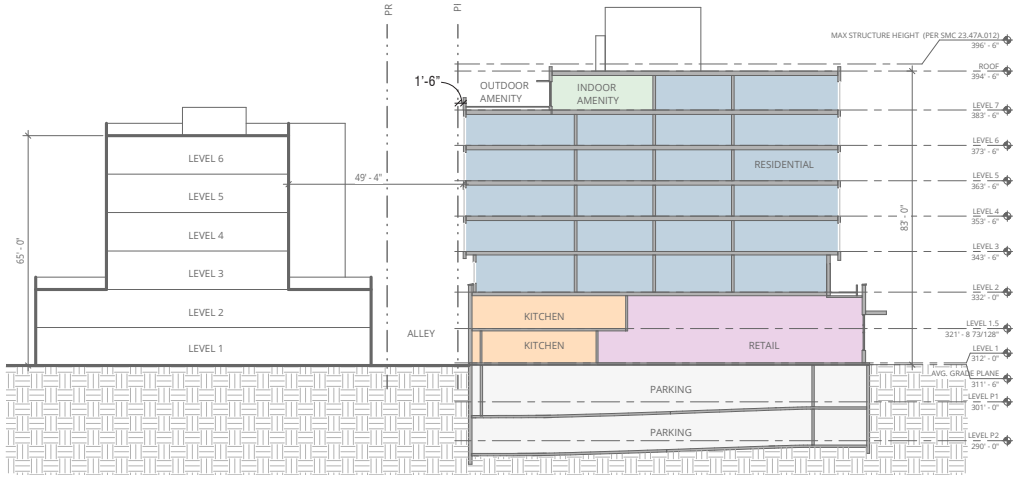 PR
PL
MAX STRUCTURE HEIGHT (PER SMC 23.47A.012)
396' - 6"
ROOF
394' - 6"
1'-6"
OUTDOOR
AMENITY
INDOOR
AMENITY
LEVEL 7
383' - 6"
LEVEL 6
373' - 6"
LEVEL 6
RESIDENTIAL
49' - 4"
LEVEL 5
363' - 6"
LEVEL 5
LEVEL 4
353' - 6"
83' - 0"
LEVEL 4
65' - 0"
LEVEL 3
343' - 6"
LEVEL 3
LEVEL 2
332' - 0"
LEVEL 2
KITCHEN
LEVEL 1.5
321' - 8 73/128"
ALLEY
LEVEL 1
KITCHEN
RETAIL
LEVEL 1
312' - 0"
AVG. GRADE PLANE
311' - 6"
PARKING
LEVEL P1
301' - 0"
PARKING
LEVEL P2
290' - 0"